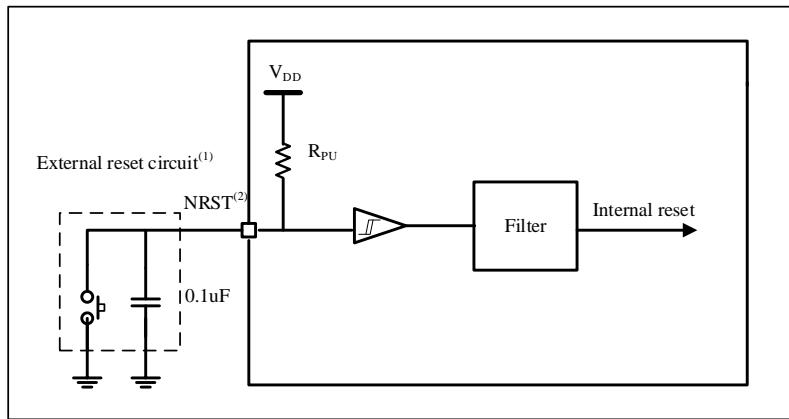 V_DD
R_PU
External reset circuit^(1)
NRST^(2)
Filter
Internal reset
0.1uF